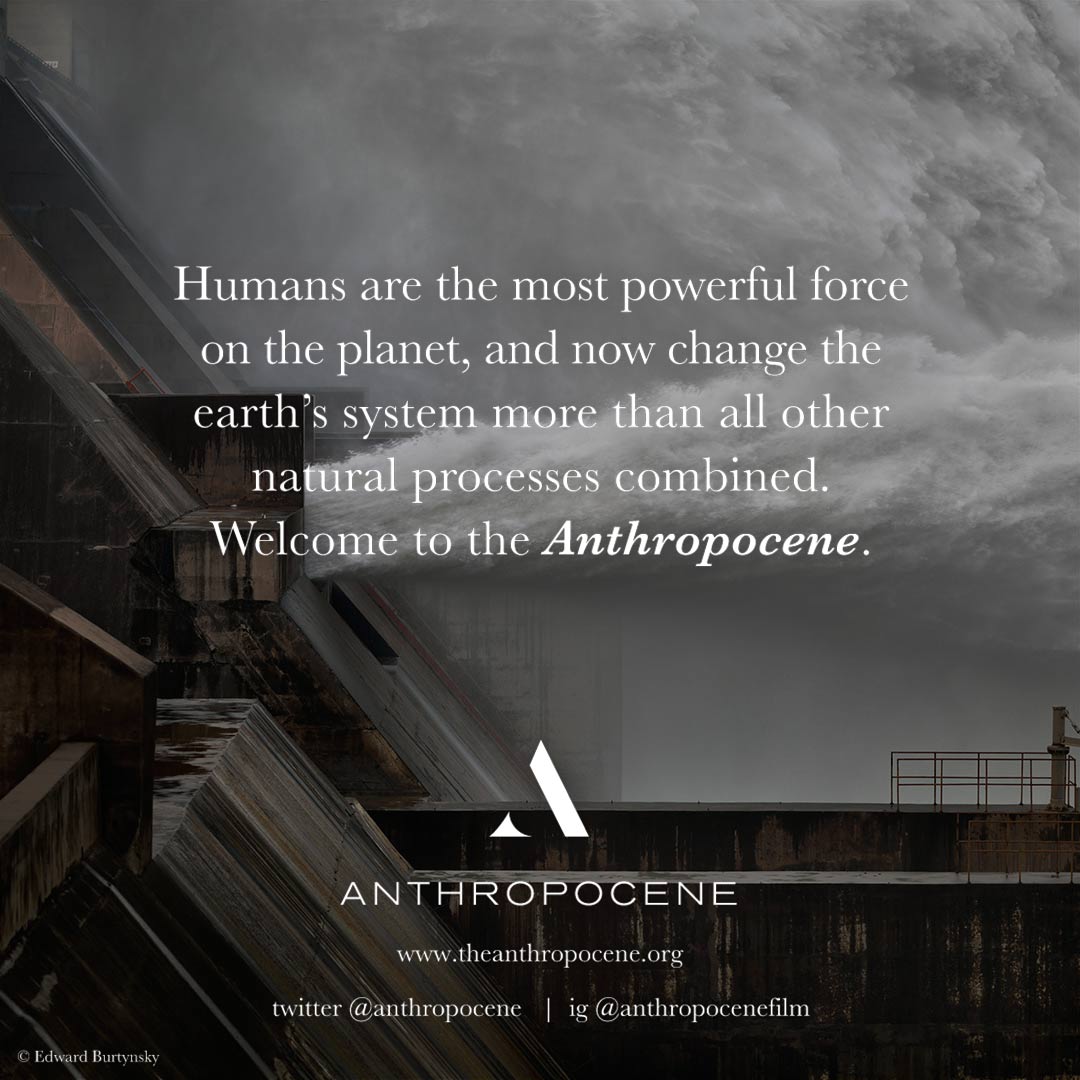 Humans are the most powerful force
on the planet, and now change the
earth’s system more than all other
natural processes combined.
Welcome to the Anthropocene.
ANTHROPOCENE
www.theanthropocene.org
twitter @anthropocene | ig @anthropocenefilm
© Edward Burtynsky